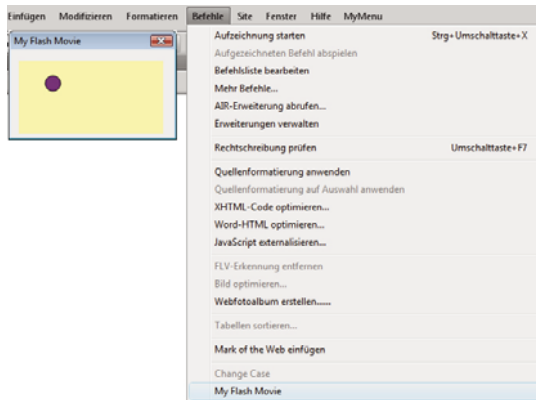 Einfügen Modifizieren Formatieren Befehle Site Fenster Hilfe MyMenu
My Flash Movie
Aufzeichnung starten Strg+Umschalttaste+X
Aufgezeichneten Befehl abspielen
Befehlsliste bearbeiten
Mehr Befehle...
AIR-Erweiterung abrufen...
Erweiterungen verwalten
Rechtschreibung prüfen Umschalttaste+F7
Quellenformatierung anwenden
Quellenformatierung auf Auswahl anwenden
XHTML-Code optimieren...
Word-HTML optimieren...
JavaScript externalisieren...
FLV-Erkennung entfernen
Bild optimieren...
Webfotoalbum erstellen......
Tabellen sortieren...
Mark of the Web einfügen
Change Case
My Flash Movie